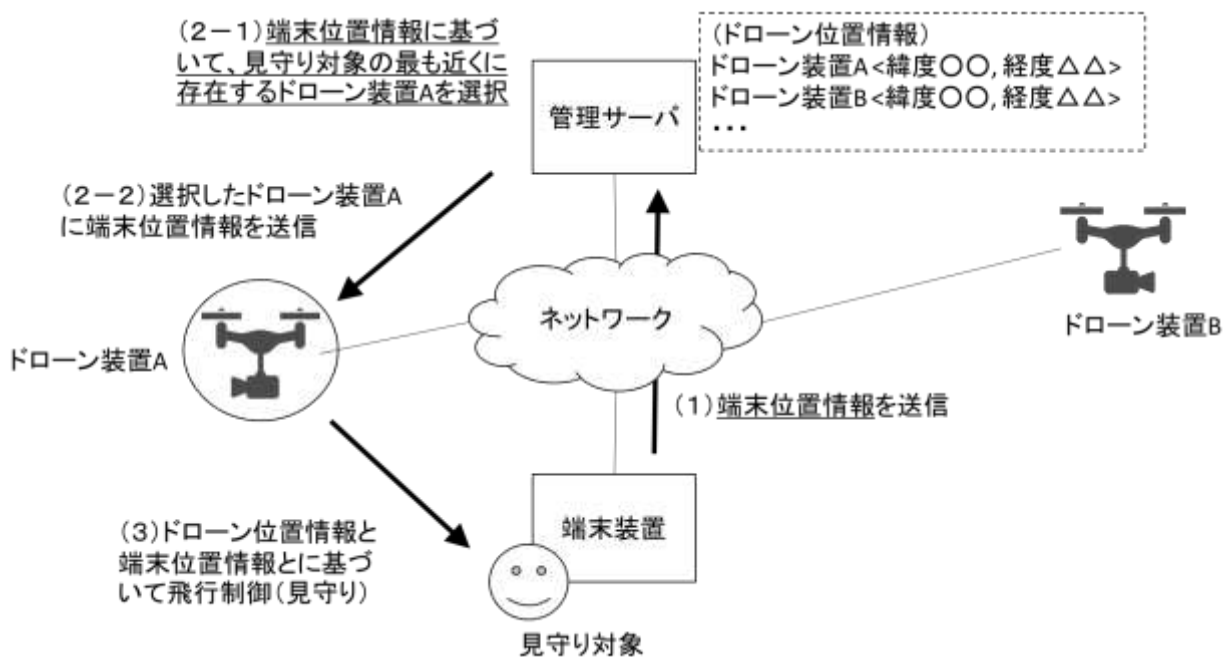 (2-1)端末位置情報に基づ
いて、見守り対象の最も近くに
存在するドローン装置Aを選択
管理サーバ
(ドローン位置情報)
ドローン装置A<緯度〇〇, 経度△△>
ドローン装置B<緯度〇〇, 経度△△>
・・・
(2-2)選択したドローン装置A
に端末位置情報を送信
ネットワーク
ドローン装置B
ドローン装置A
(1)端末位置情報を送信
(3)ドローン位置情報と
端末位置情報とに基づ
いて飛行制御(見守り)
端末装置
見守り対象